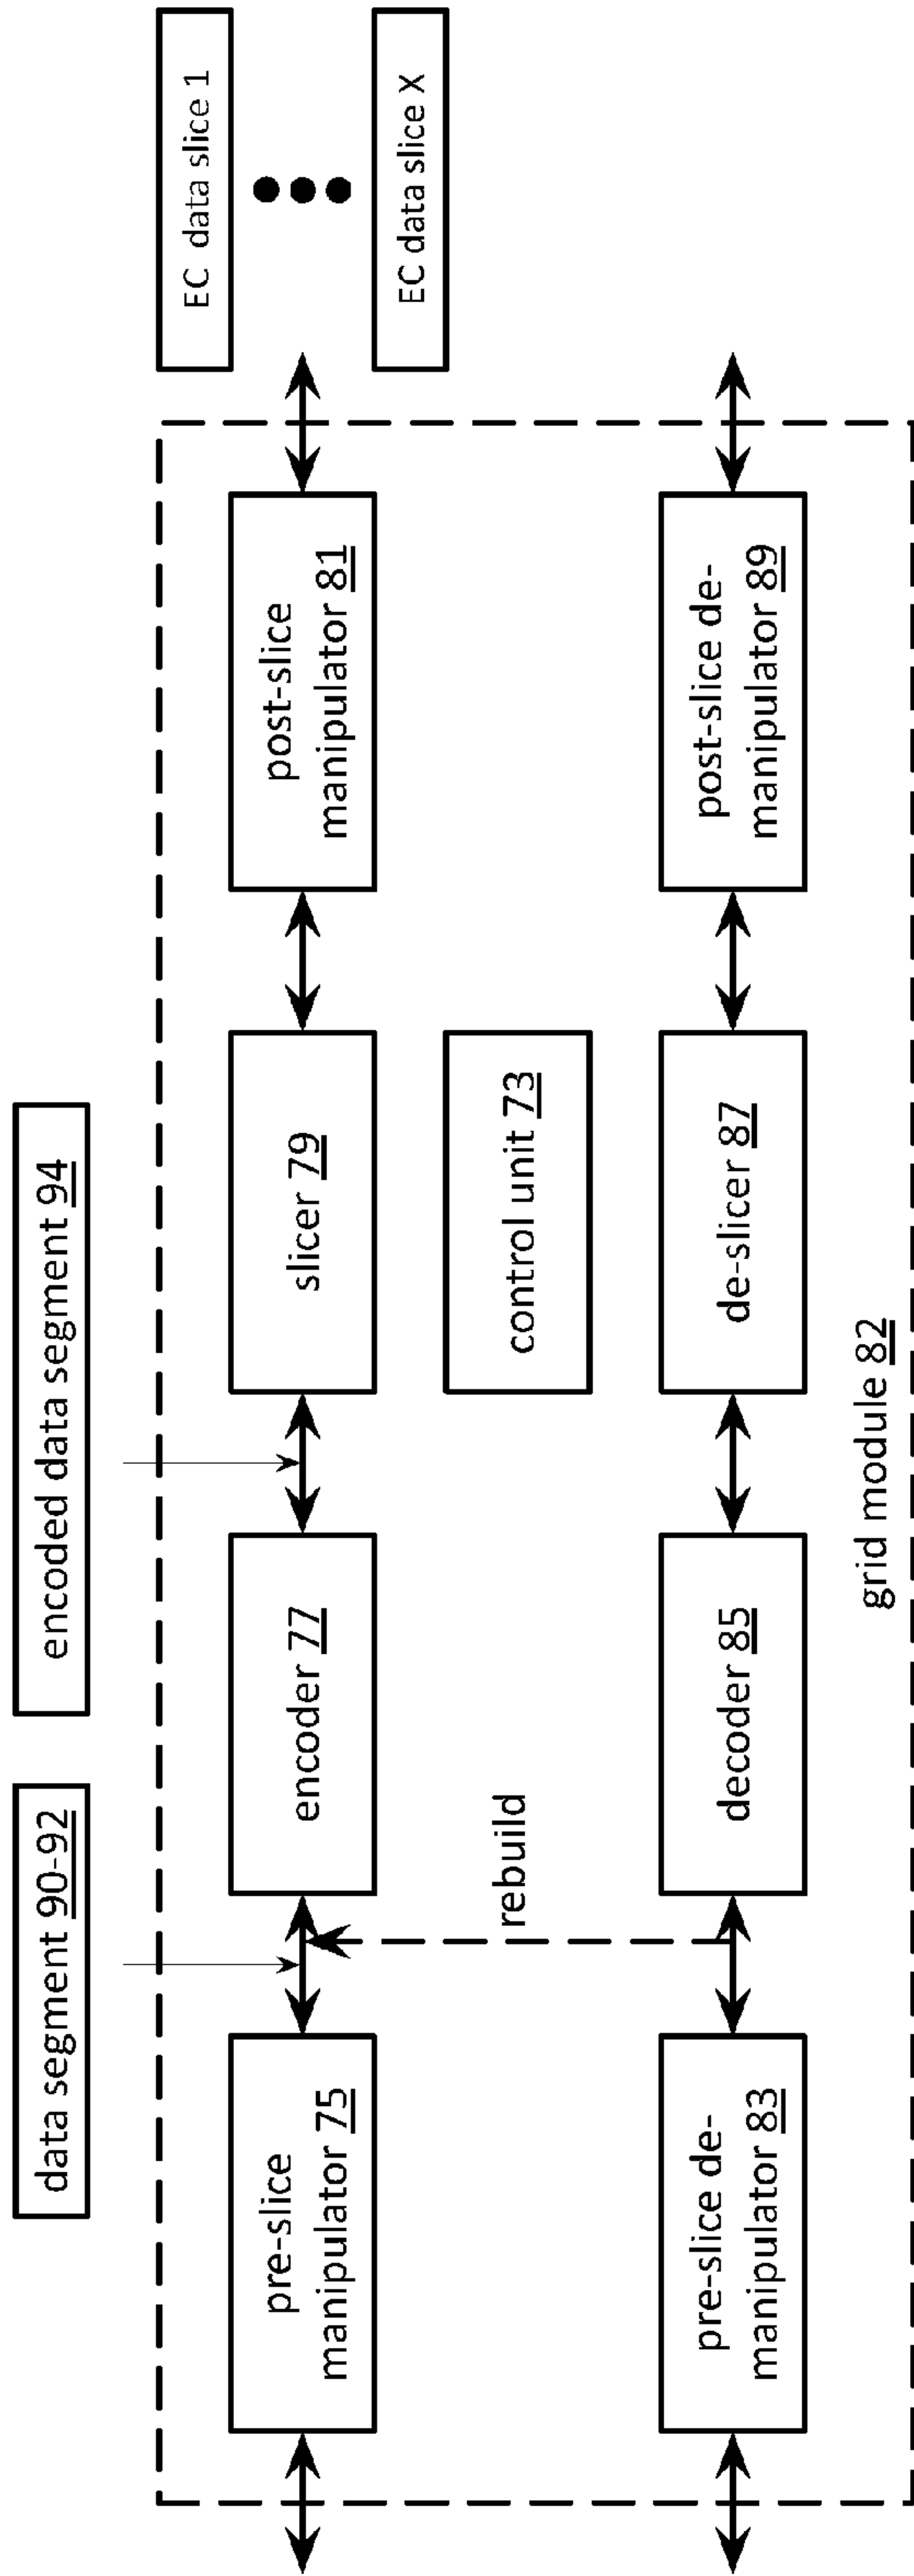 data segment 90-92
encoded data segment 94
EC data slice 1
EC data slice X
pre-slice
manipulator 75
encoder 77
slicer 79
post-slice
manipulator 81
rebuild
control unit 73
pre-slice de-
manipulator 83
decoder 85
de-slicer 87
post-slice de-
manipulator 89
grid module 82